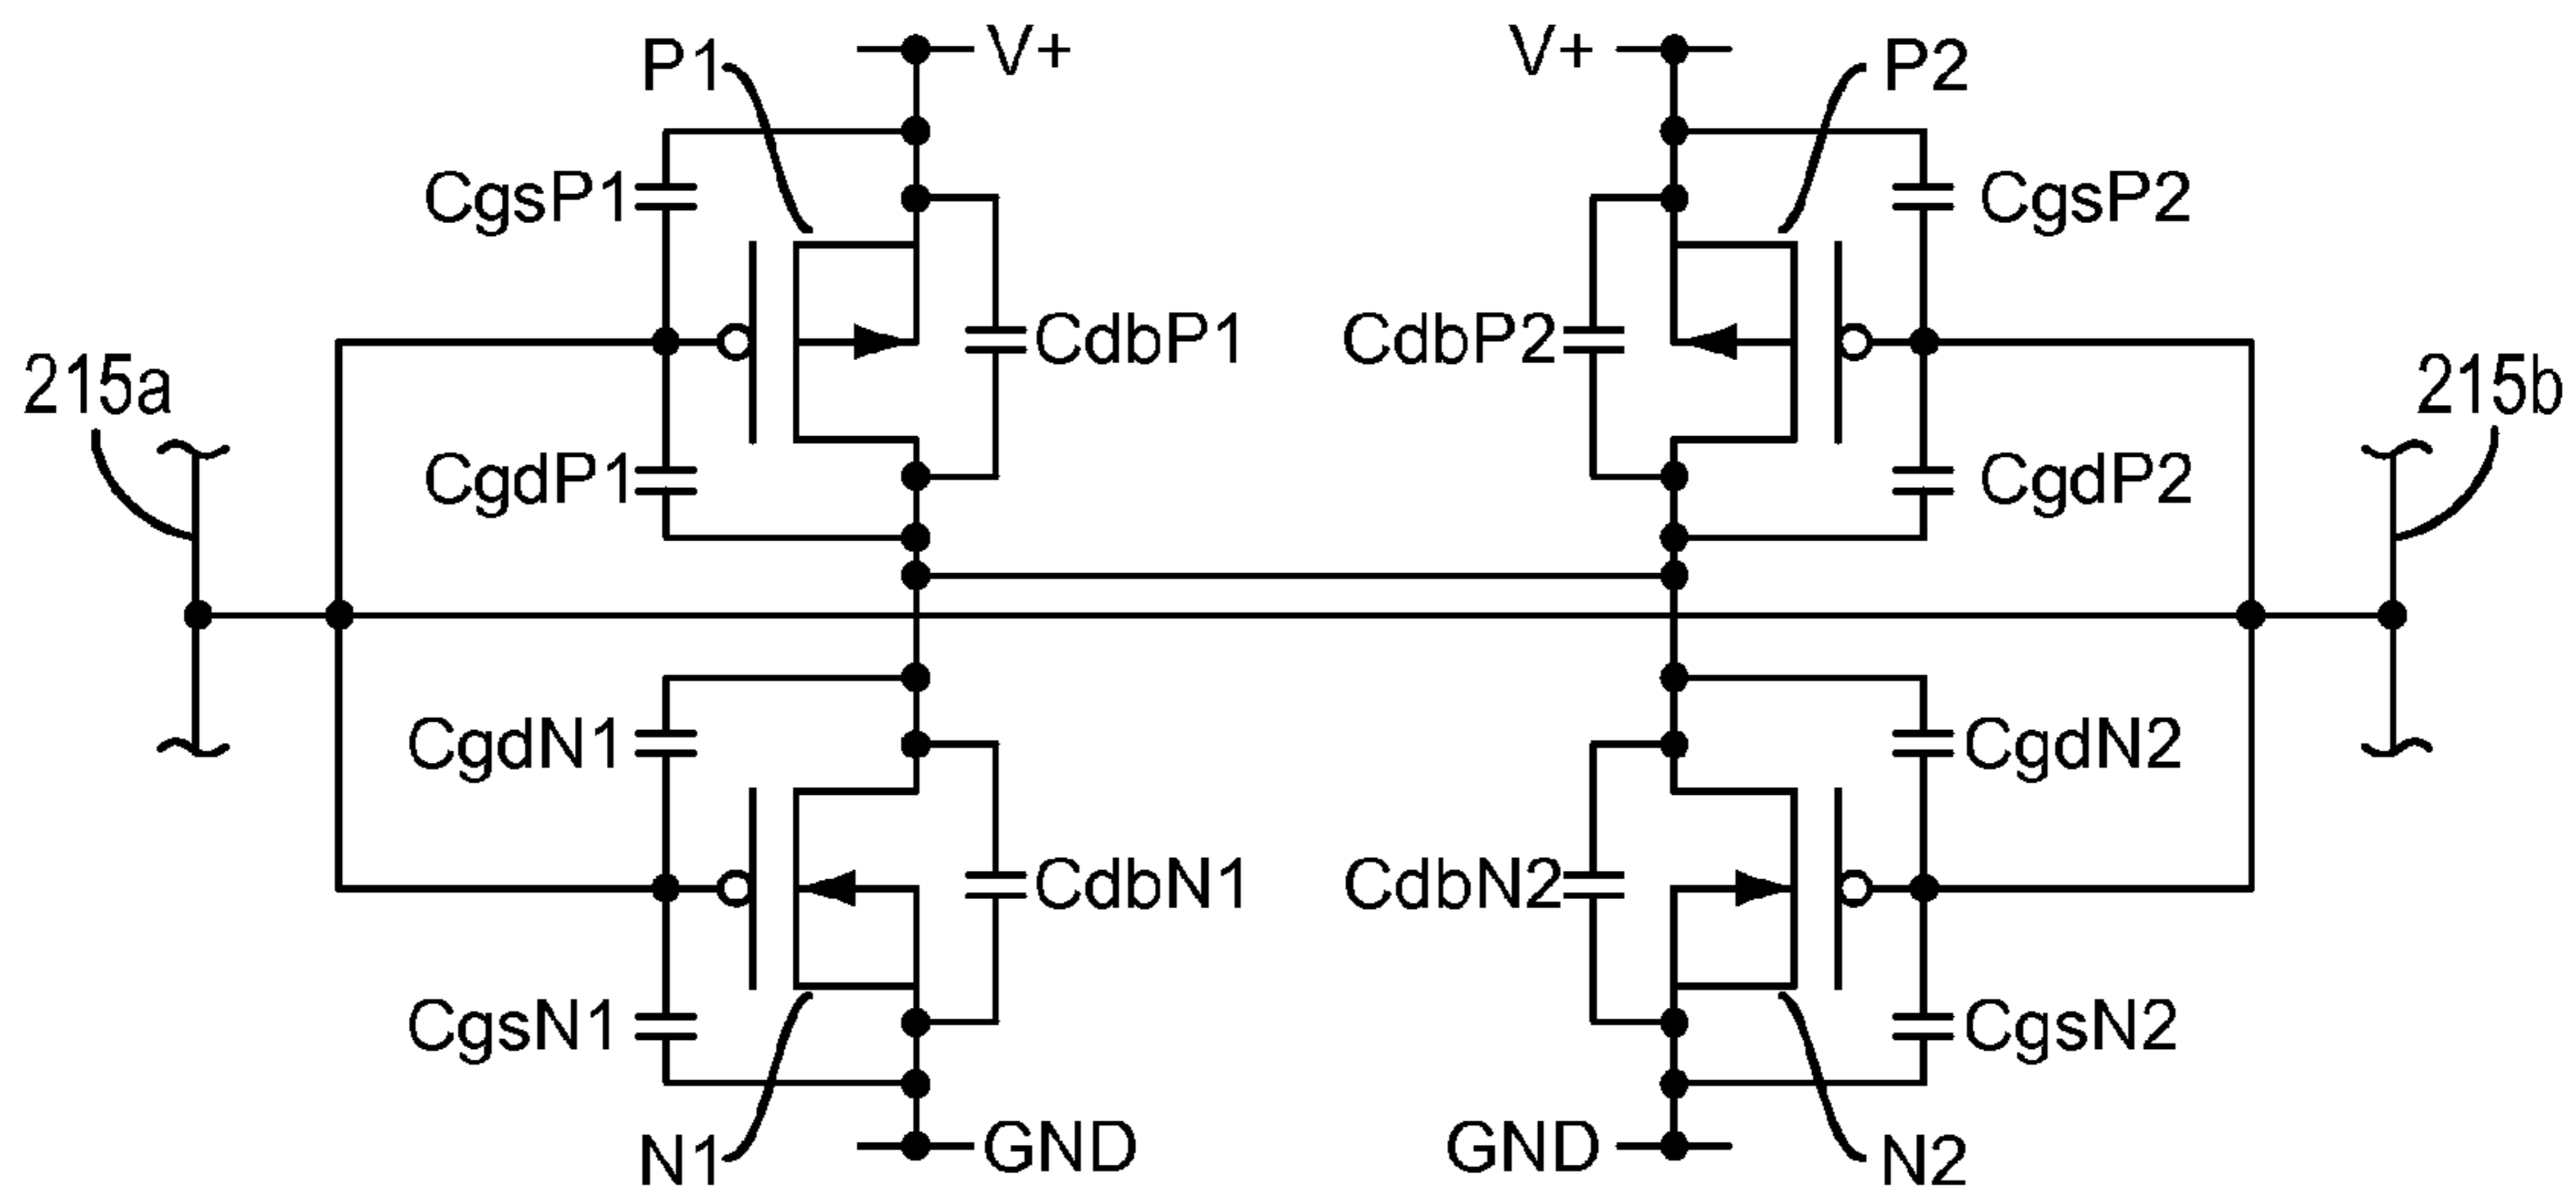 P1
V+
V+
P2
CgsP1
CgsP2
CdbP1
CdbP2
215a
215b
CgdP1
CgdP2
CgdN1
CgdN2
CdbN1
CdbN2
CgsN1
CgsN2
N1
GND
GND
N2